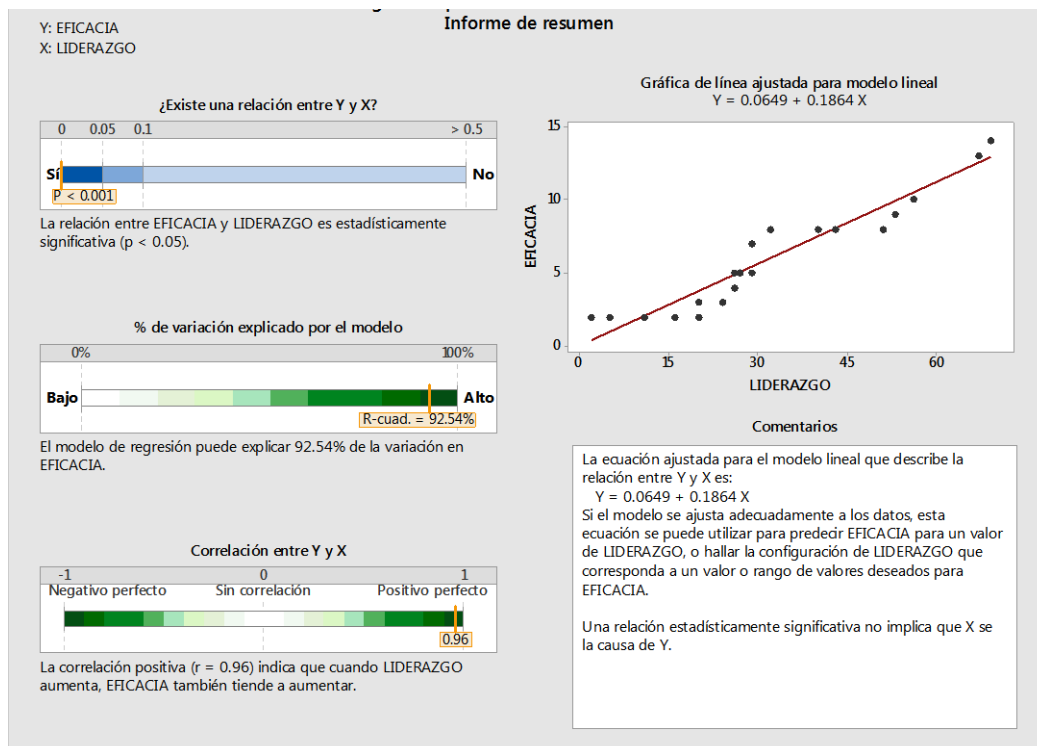 Y: EFICACIA
X: LIDERAZGO
Informe de resumen
¿Existe una relación entre Y y X?
0 0.05 0.1 > 0.5
Sí No
P < 0.001
La relación entre EFICACIA y LIDERAZGO es estadísticamente
significativa (p < 0.05).
% de variación explicado por el modelo
0% 100%
Bajo Alto
R-cuad. = 92.54%
El modelo de regresión puede explicar 92.54% de la variación en
EFICACIA.
Correlación entre Y y X
-1 0 1
Negativo perfecto Sin correlación Positivo perfecto
0.96
La correlación positiva (r = 0.96) indica que cuando LIDERAZGO
aumenta, EFICACIA también tiende a aumentar.
Gráfica de línea ajustada para modelo lineal
Y = 0.0649 + 0.1864 X
15
10
5
0
EFICACIA
0 15 30 45 60
LIDERAZGO
Comentarios
La ecuación ajustada para el modelo lineal que describe la
relación entre Y y X es:
Y = 0.0649 + 0.1864 X
Si el modelo se ajusta adecuadamente a los datos, esta
ecuación se puede utilizar para predecir EFICACIA para un valor
de LIDERAZGO, o hallar la configuración de LIDERAZGO que
corresponda a un valor o rango de valores deseados para
EFICACIA.
Una relación estadísticamente significativa no implica que X se
la causa de Y.